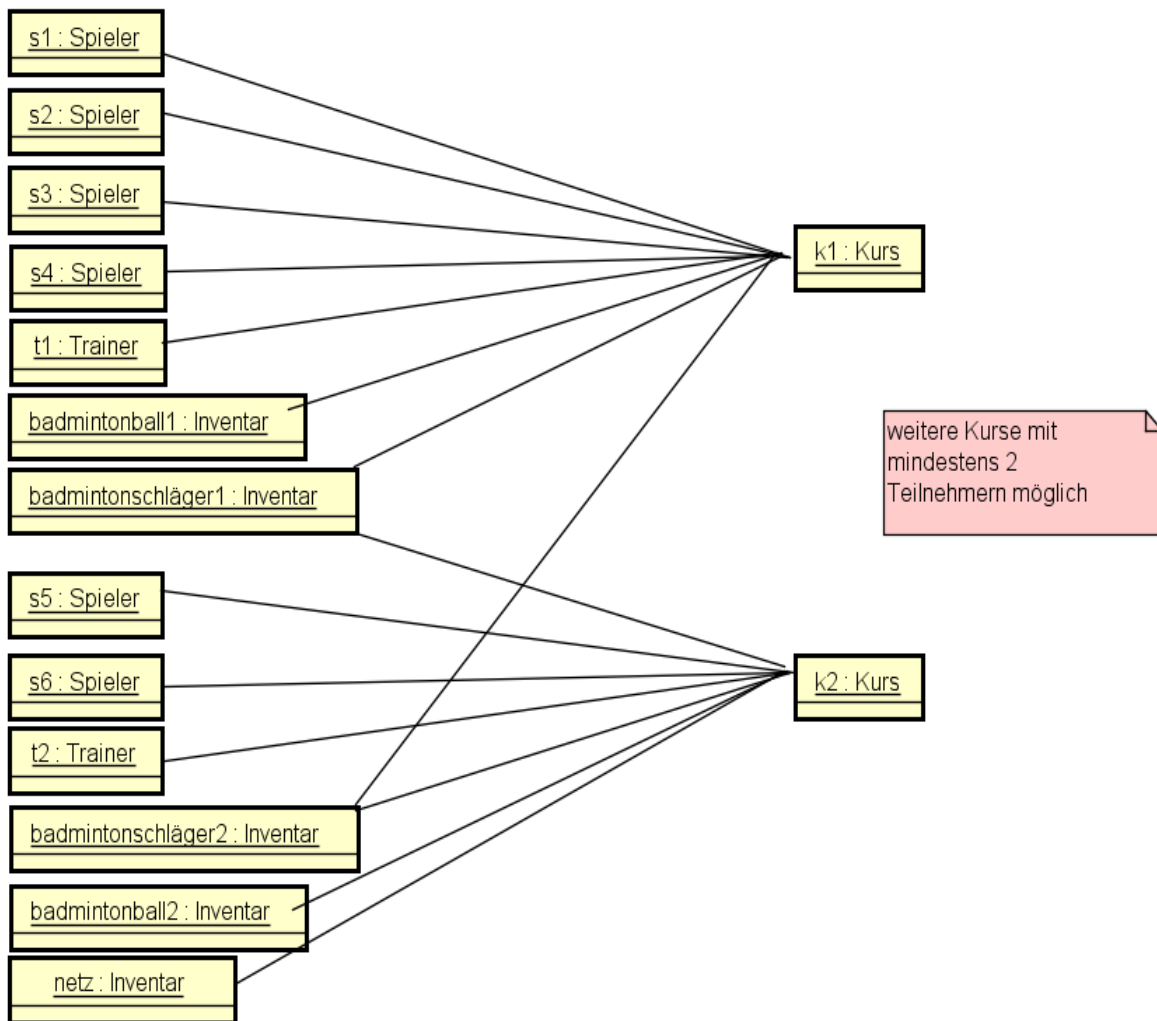 s1 : Spieler
s2 : Spieler
s3 : Spieler
s4 : Spieler
t1 : Trainer
badmintonball1 : Inventar
badmintonschläger1 : Inventar
s5 : Spieler
s6 : Spieler
t2 : Trainer
badmintonschläger2 : Inventar
badmintonball2 : Inventar
netz : Inventar
k1 : Kurs
weitere Kurse mit
mindestens 2
Teilnehmern möglich
k2 : Kurs